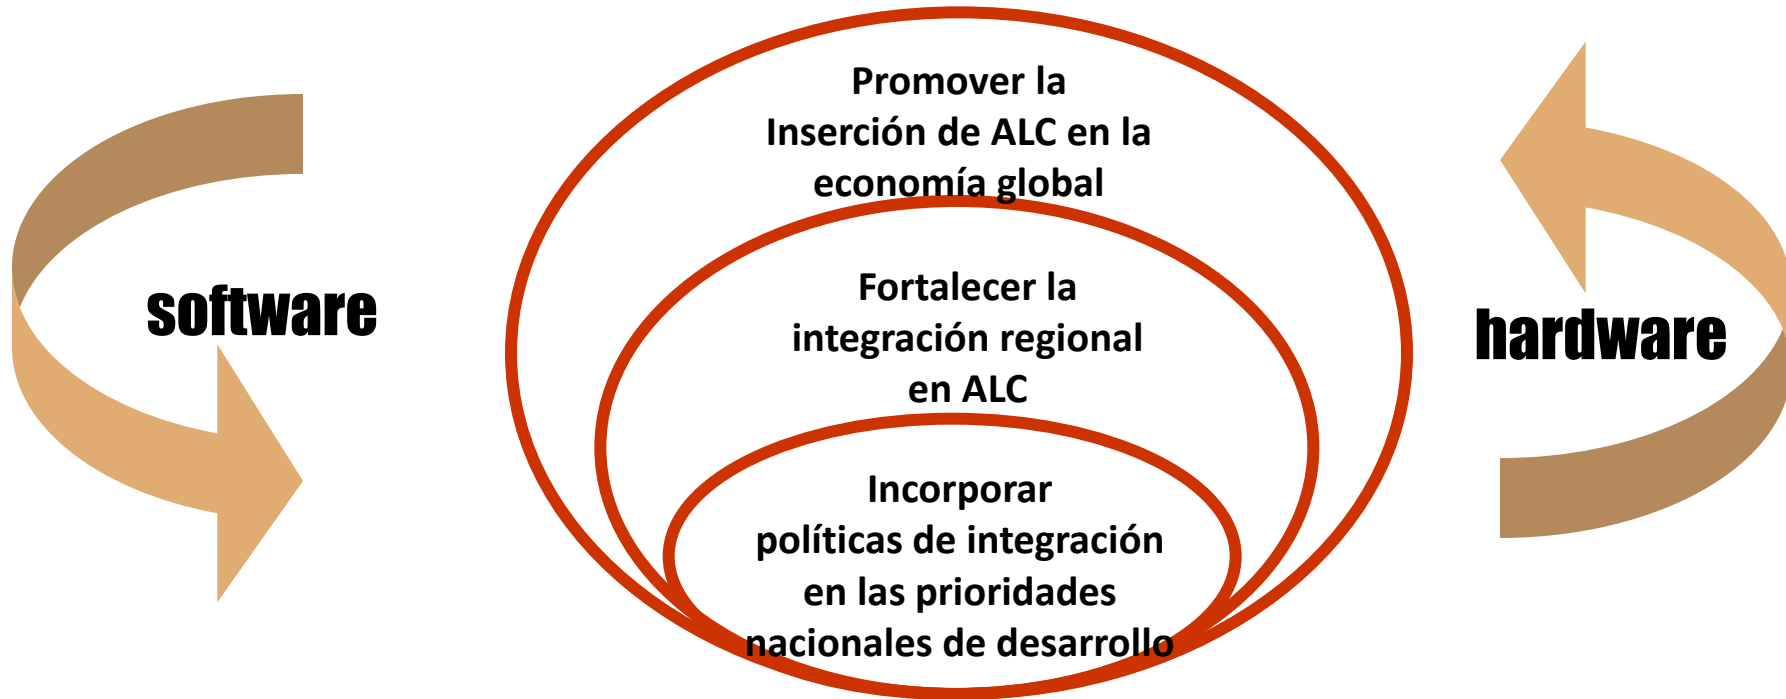 Promover la
Inserción de ALC en la
economía global
software
Fortalecer la
integración regional
en ALC
hardware
Incorporar
políticas de integración
en las prioridades
nacionales de desarrollo